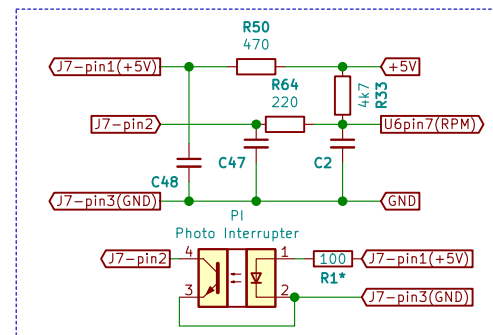 R50
470
J7-pin1(+5V)
+5V
R64
220
4k7
R33
J7-pin2
U6pin7(RPM)
C48
C47
C2
J7-pin3(GND)
GND
PI
Photo Interrupter
J7-pin2
4
1
100
J7-pin1(+5V)
R1*
3
2
J7-pin3(GND)